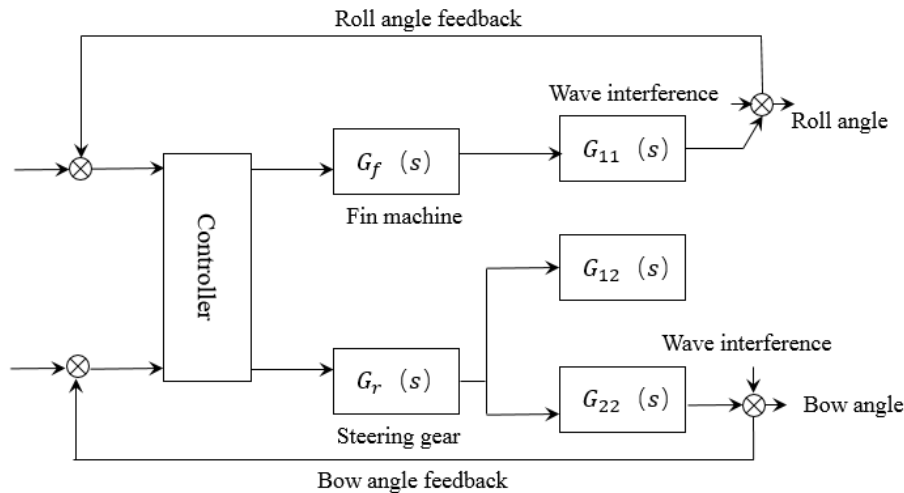 Roll angle feedback
Wave interference
Roll angle
G_f (s)
G_11 (s)
Fin machine
Controller
G_12 (s)
Wave interference
G_r (s)
G_22 (s)
Bow angle
Steering gear
Bow angle feedback